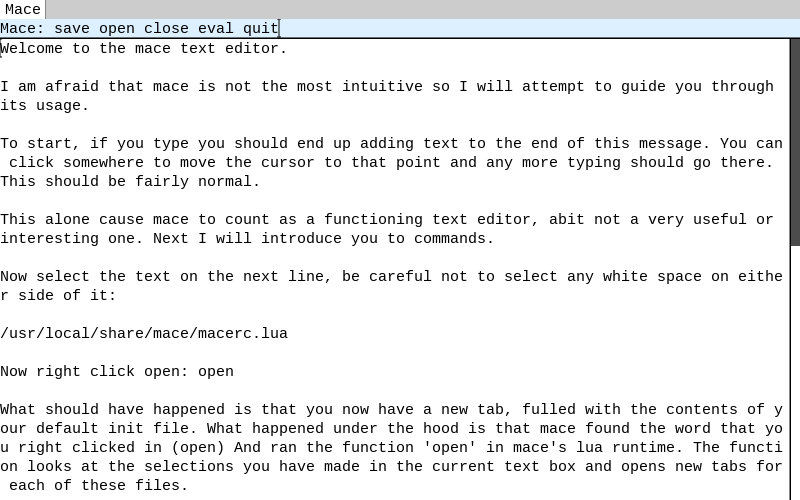 Mace
Mace: save open close eval quit
Welcome to the mace text editor.
I am afraid that mace is not the most intuitive so I will attempt to guide you through
its usage.
To start, if you type you should end up adding text to the end of this message. You can
click somewhere to move the cursor to that point and any more typing should go there.
This should be fairly normal.
This alone cause mace to count as a functioning text editor, abit not a very useful or
interesting one. Next I will introduce you to commands.
Now select the text on the next line, be careful not to select any white space on eithe
r side of it:
/usr/local/share/mace/macerc.lua
Now right click open: open
What should have happened is that you now have a new tab, fulled with the contents of y
our default init file. What happened under the hood is that mace found the word that yo
u right clicked in (open) And ran the function 'open' in mace's lua runtime. The functi
on looks at the selections you have made in the current text box and opens new tabs for
each of these files.